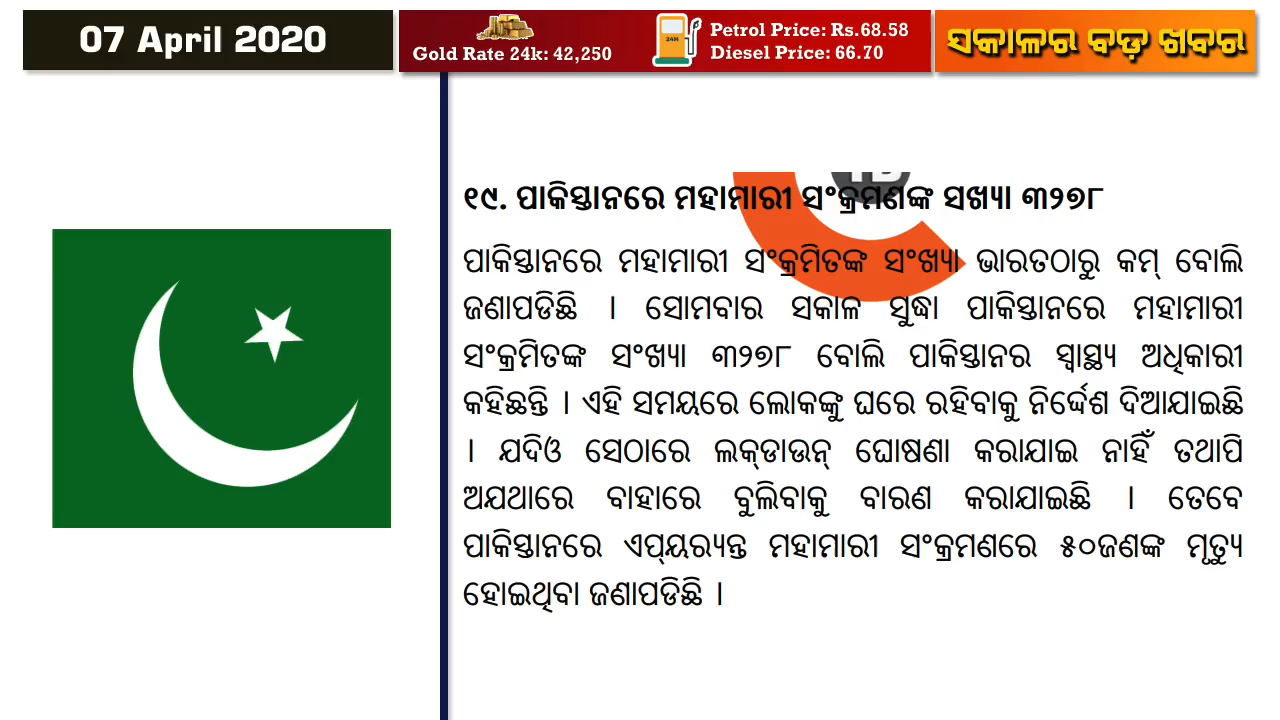 07 April 2020
Gold Rate 24k: 42,250
24H
Petrol Price: Rs.68.58
Diesel Price: 66.70
ସକାଳର ବଡ଼ ଖବର
୧୯. ପାକିସ୍ତାନରେ ମହାମାରୀ ସଂକ୍ରମଣଙ୍କ ସଖ୍ୟା ୩୨୭୮
ପାକିସ୍ତାନରେ ମହାମାରୀ ସଂକ୍ରମିତଙ୍କ ସଂଖ୍ୟା ଭାରତଠାରୁ କମ୍ ବୋଲି
ଜଣାପଡିଛି । ସୋମବାର ସକାଳ ସୁଦ୍ଧା ପାକିସ୍ତାନରେ ମହାମାରୀ
ସଂକ୍ରମିତଙ୍କ ସଂଖ୍ୟା ୩୨୭୮ ବୋଲି ପାକିସ୍ତାନର ସ୍ୱାସ୍ଥ୍ୟ ଅଧିକାରୀ
କହିଛନ୍ତି । ଏହି ସମୟରେ ଲୋକଙ୍କୁ ଘରେ ରହିବାକୁ ନିର୍ଦ୍ଦେଶ ଦିଆଯାଇଛି
। ଯଦିଓ ସେଠାରେ ଲକ୍‌ଡାଉନ୍ ଘୋଷଣା କରାଯାଇ ନାହିଁ ତଥାପି
ଅଯଥାରେ ବାହାରେ ବୁଲିବାକୁ ବାରଣ କରାଯାଇଛି । ତେବେ
ପାକିସ୍ତାନରେ ଏପ୍‌ୟର୍‍ୟନ୍ତ ମହାମାରୀ ସଂକ୍ରମଣରେ ୫୦ଜଣଙ୍କ ମୃତ୍ୟୁ
ହୋଇଥିବା ଜଣାପଡିଛି ।